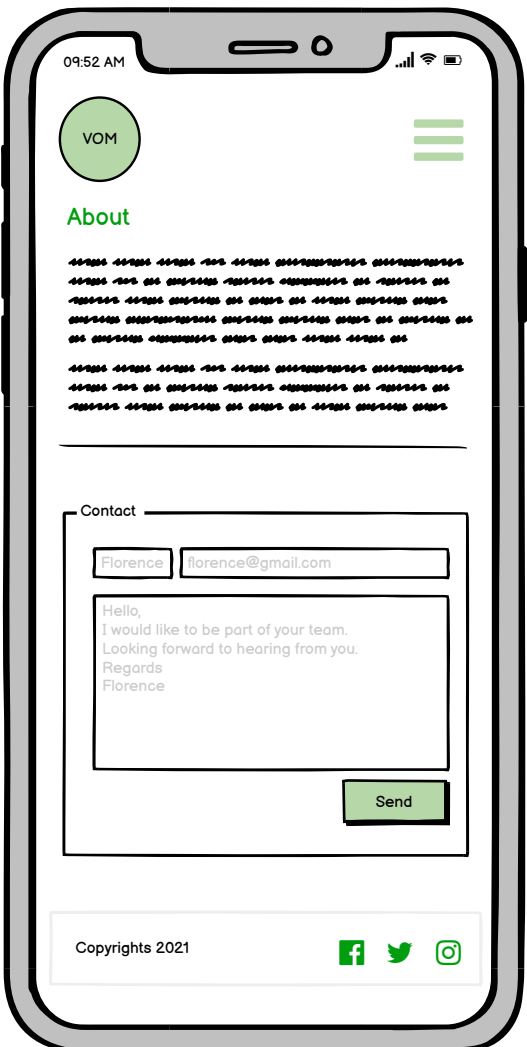 09:52 AM
VOM
About
Contact
Florence
florence@gmail.com
Hello,
I would like to be part of your team.
Looking forward to hearing from you.
Regards
Florence
Send
Copyrights 2021